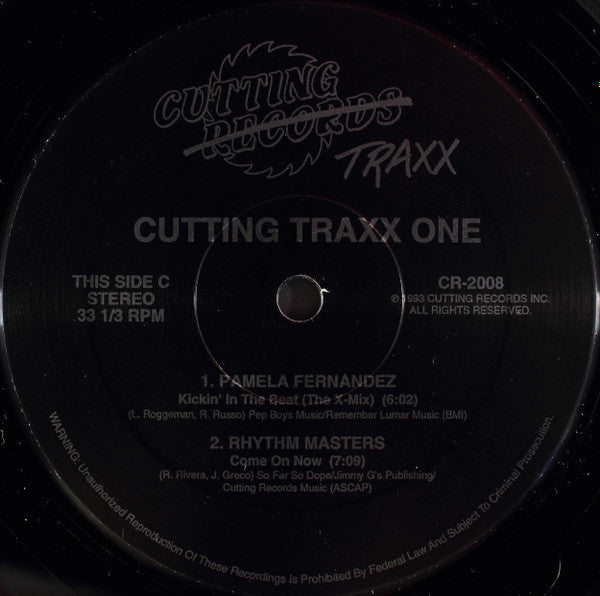 CUTTING
RECORDS
TRAXX
CUTTING TRAXX ONE
THIS SIDE C
STEREO
33 1/3 RPM
CR-2008
℗ 1993 CUTTING RECORDS INC.
ALL RIGHTS RESERVED.
1. PAMELA FERNANDEZ
Kickin' In The Beat (The X-Mix) (6:02)
(L. Roggeman, R. Russo) Pep Boys Music/Remember Lumar Music (BMI)
2. RHYTHM MASTERS
Come On Now (7:09)
(R. Rivera, J. Greco) So Far So Dope/Jimmy G's Publishing/
Cutting Records Music (ASCAP)
WARNING: Unauthorized Reproduction Of These Recordings Is Prohibited By Federal Law And Subject To Criminal Prosecution.